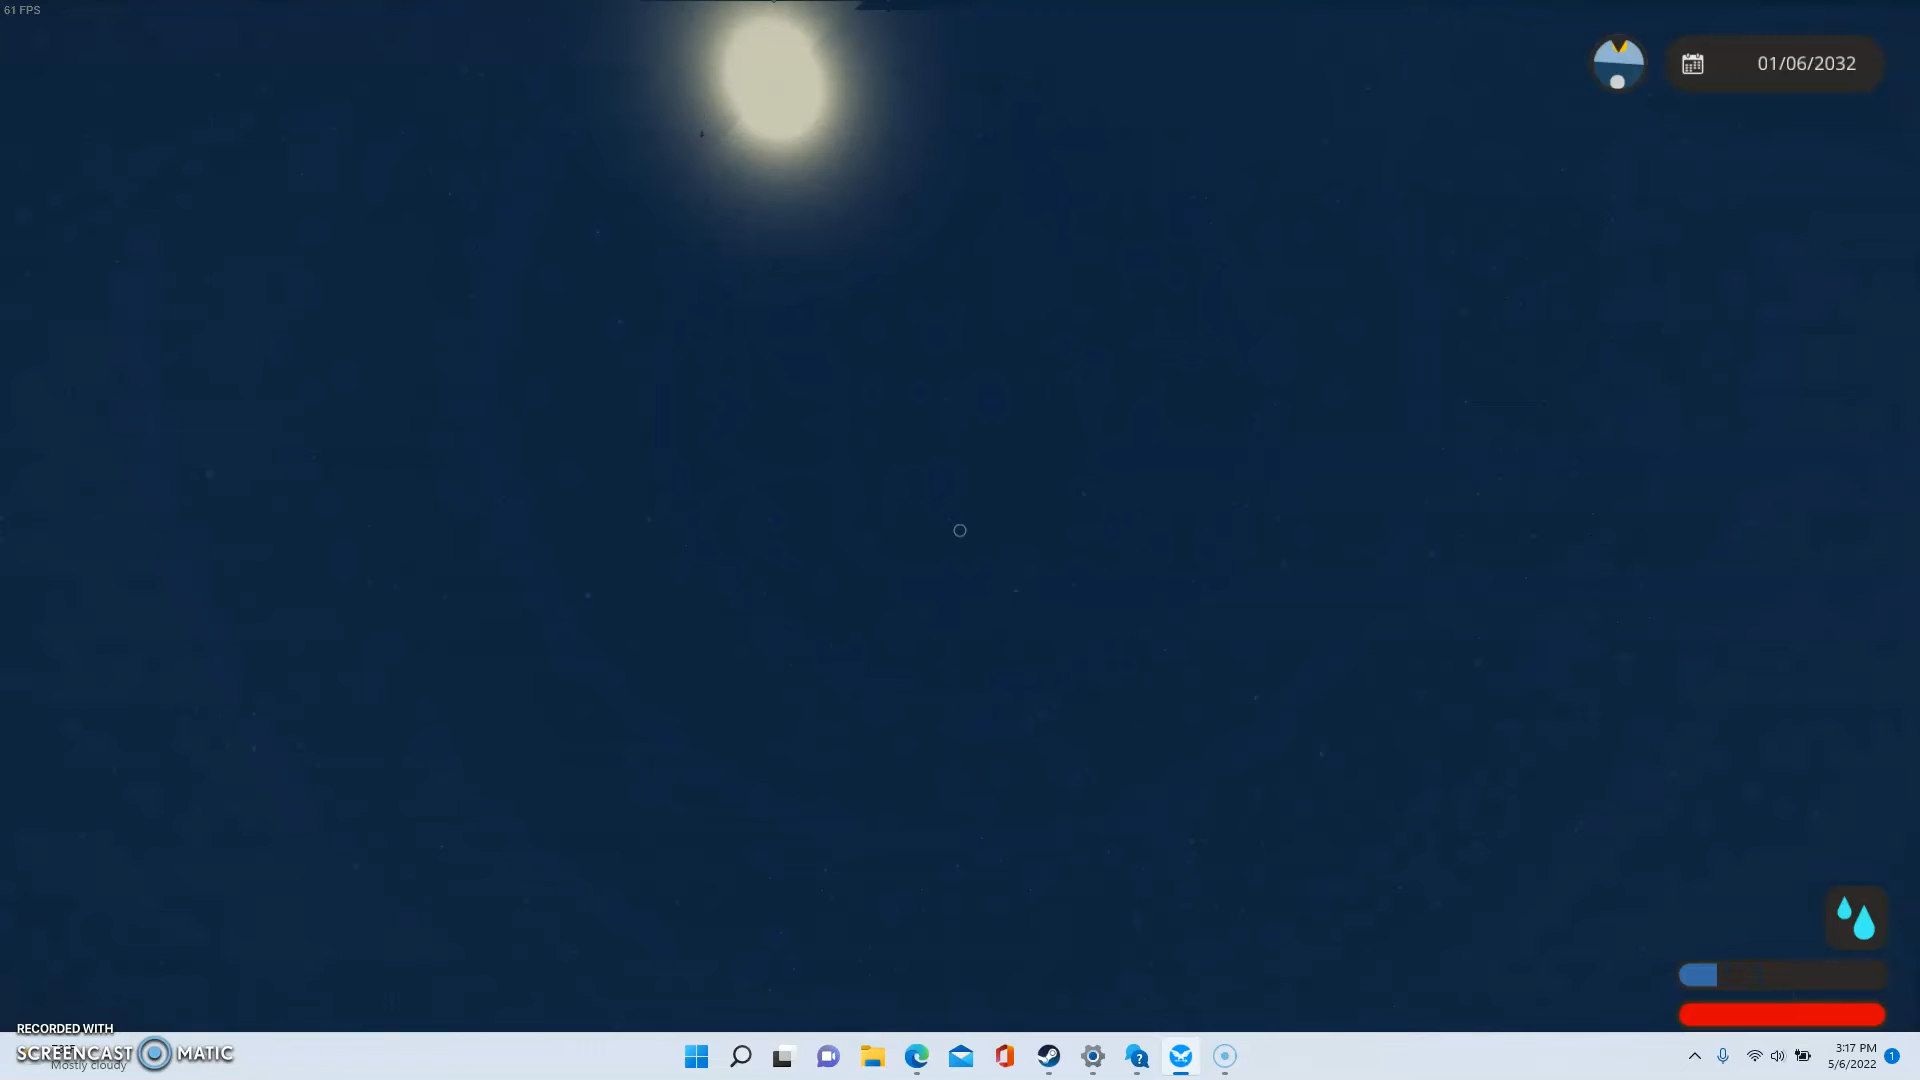 61 FPS
01/06/2032
RECORDED WITH
SCREENCAST MATIC
Mostly cloudy
3:17 PM
5/6/2022
1
?